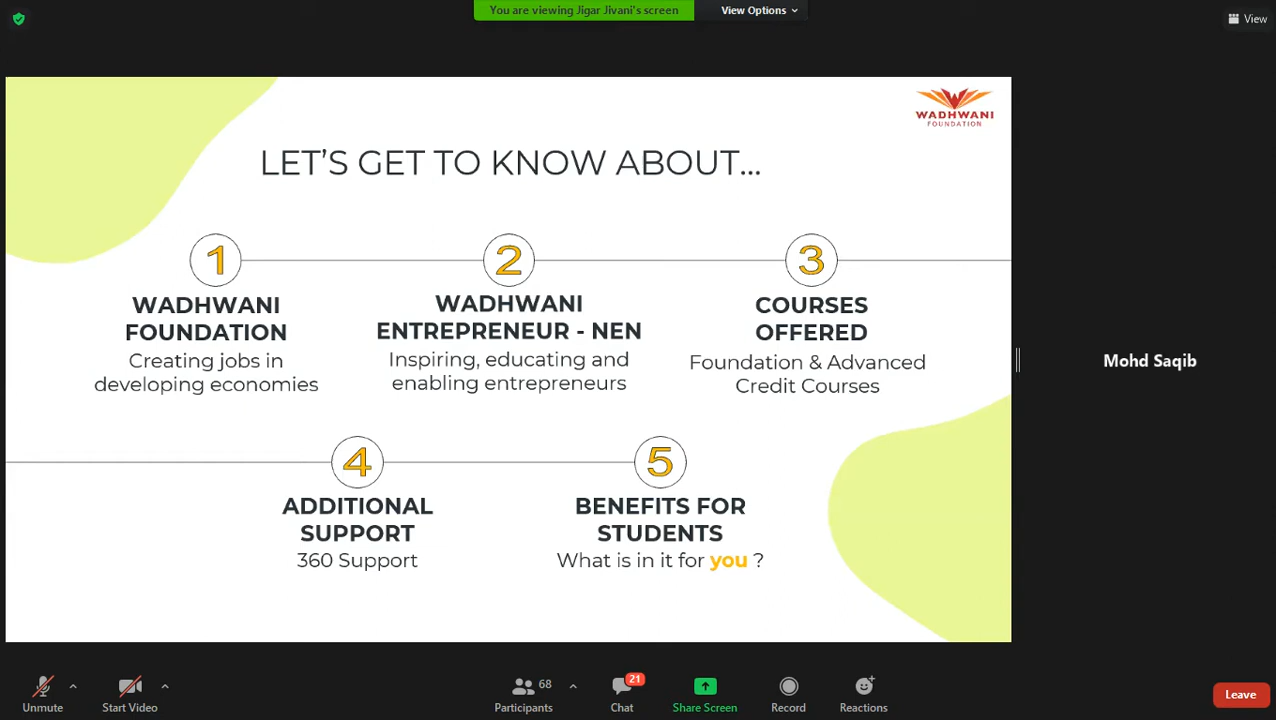 You are viewing Jigar Jivani's screen
View Options
View
WADHWANI
FOUNDATION
LET'S GET TO KNOW ABOUT...
1
2
3
WADHWANI
FOUNDATION
Creating jobs in
developing economies
WADHWANI
ENTREPRENEUR - NEN
Inspiring, educating and
enabling entrepreneurs
COURSES
OFFERED
Foundation & Advanced
Credit Courses
Mohd Saqib
4
5
ADDITIONAL
SUPPORT
360 Support
BENEFITS FOR
STUDENTS
What is in it for you ?
Unmute
Start Video
68
Participants
21
Chat
Share Screen
Record
Reactions
Leave